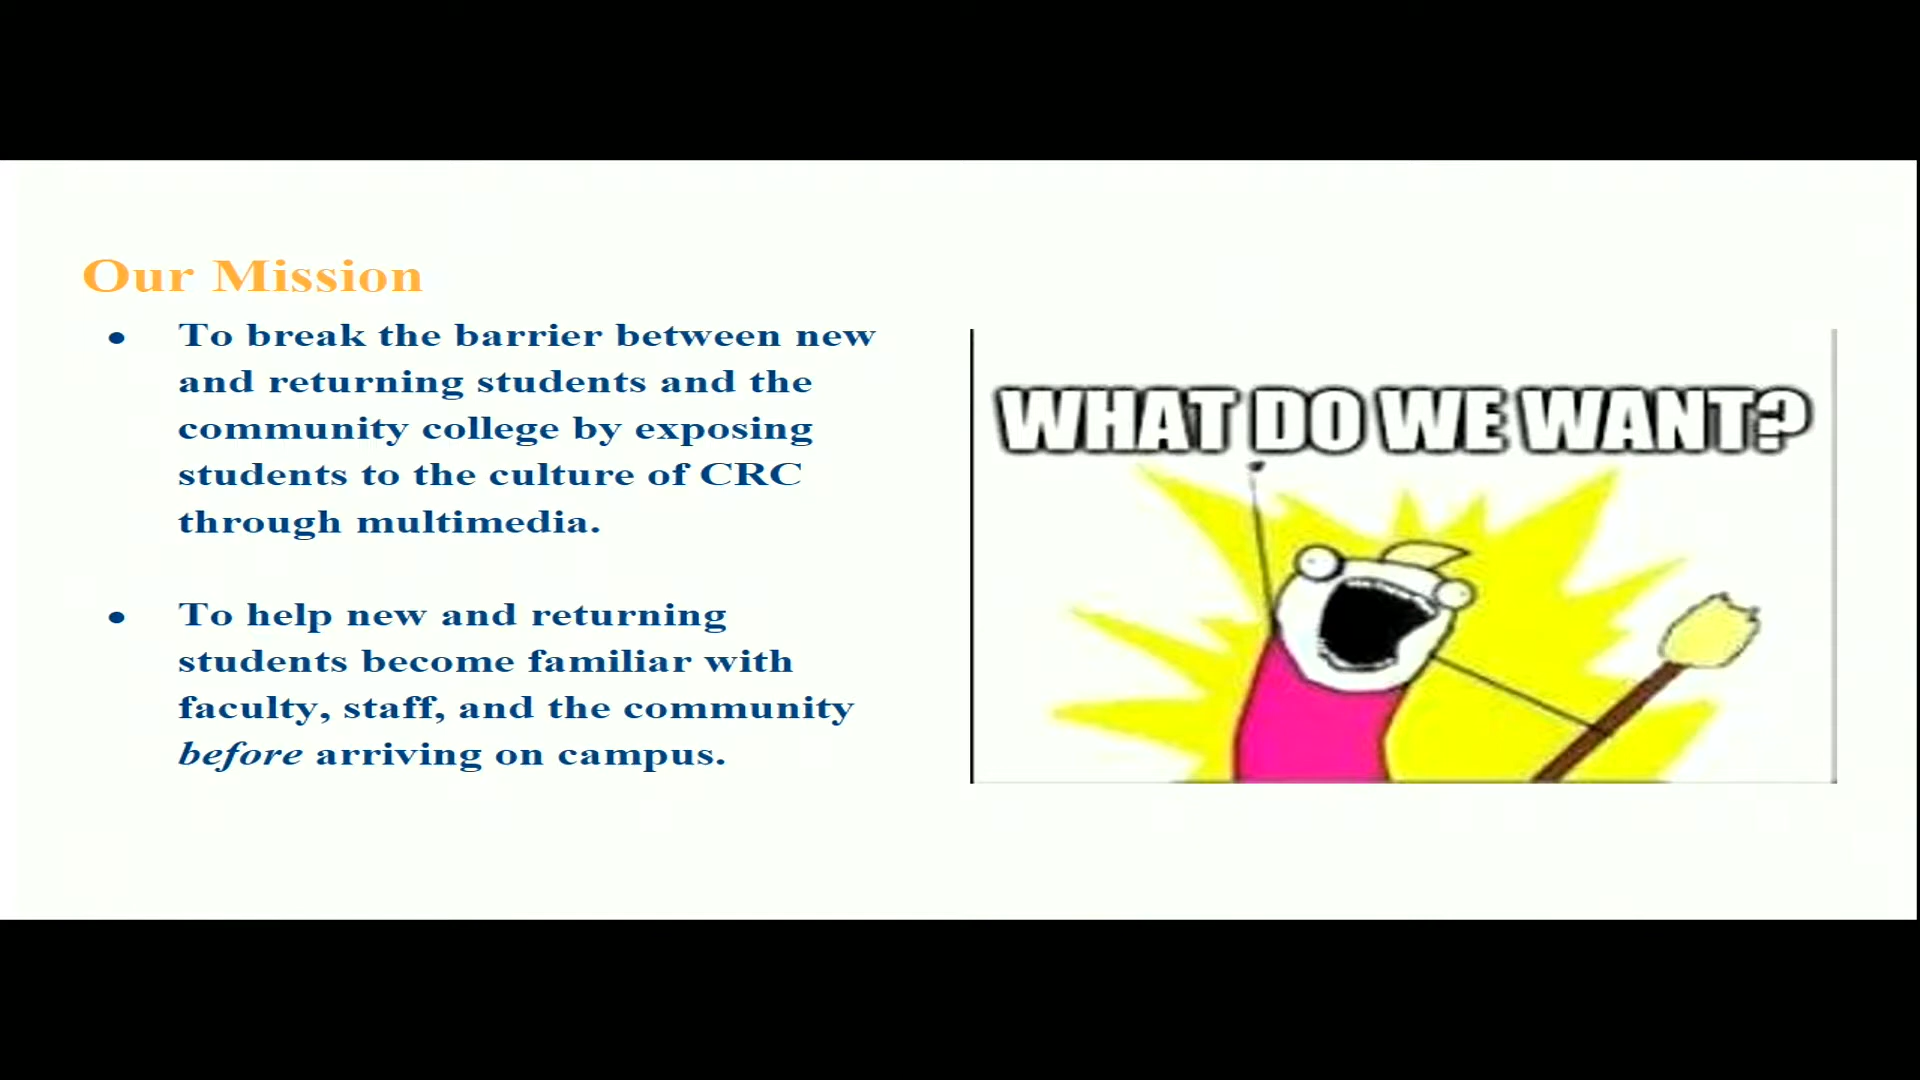 Our Mission
• To break the barrier between new
and returning students and the
community college by exposing
students to the culture of CRC
through multimedia.
• To help new and returning
students become familiar with
faculty, staff, and the community
before arriving on campus.
WHAT DO WE WANT?